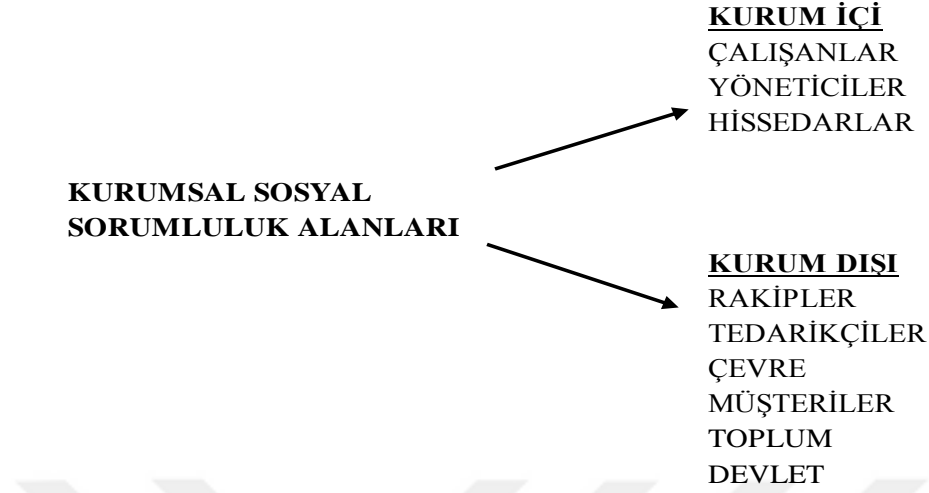 KURUM İÇİ
ÇALIŞANLAR
YÖNETİCİLER
HİSSEDARLAR
KURUMSAL SOSYAL
SORUMLULUK ALANLARI
KURUM DIŞI
RAKİPLER
TEDARİKÇİLER
ÇEVRE
MÜŞTERİLER
TOPLUM
DEVLET